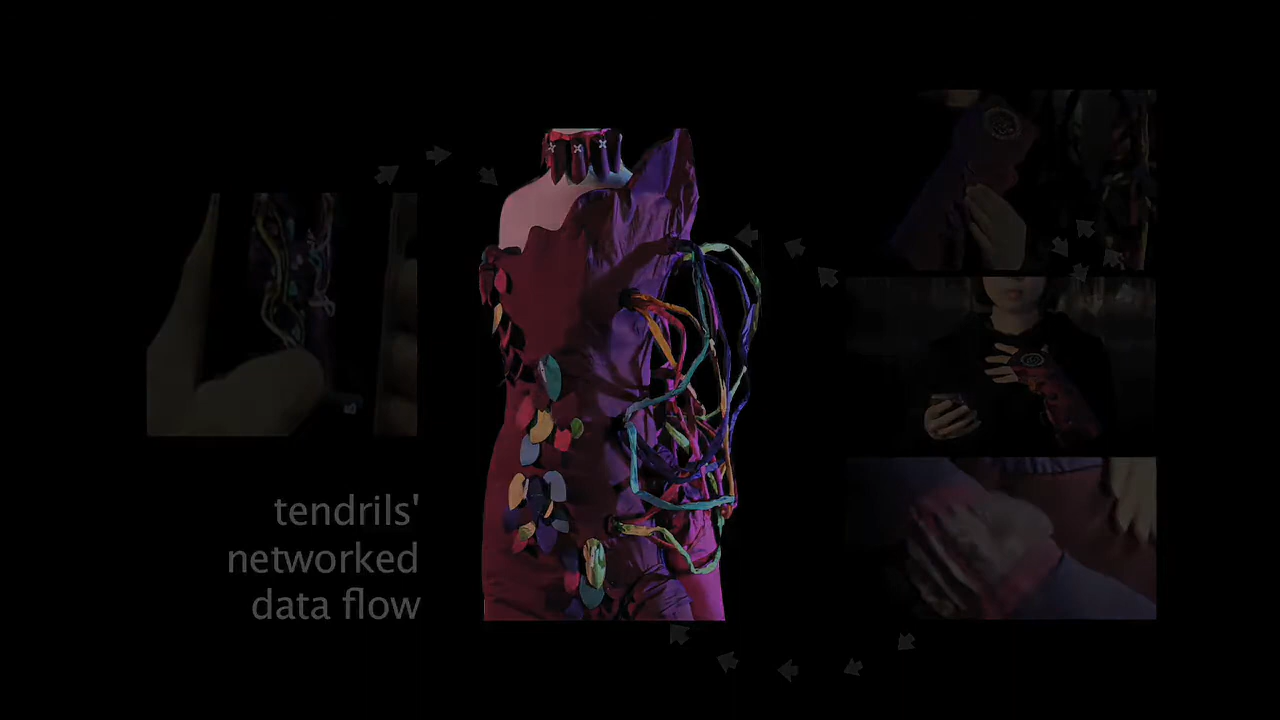 tendrils'
networked
data flow